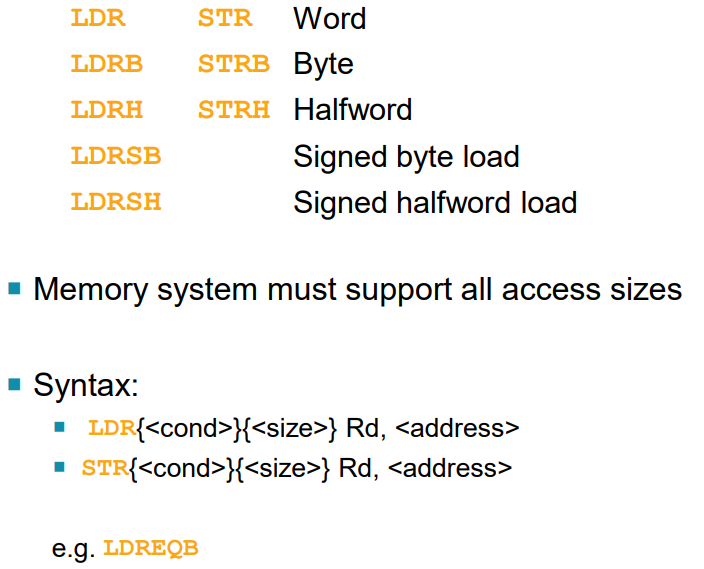 LDR STR Word
LDRB STRB Byte
LDRH STRH Halfword
LDRSB Signed byte load
LDRSH Signed halfword load
Memory system must support all access sizes
Syntax:
LDR{<cond>}{<size>} Rd, <address>
STR{<cond>}{<size>} Rd, <address>
e.g. LDREQB